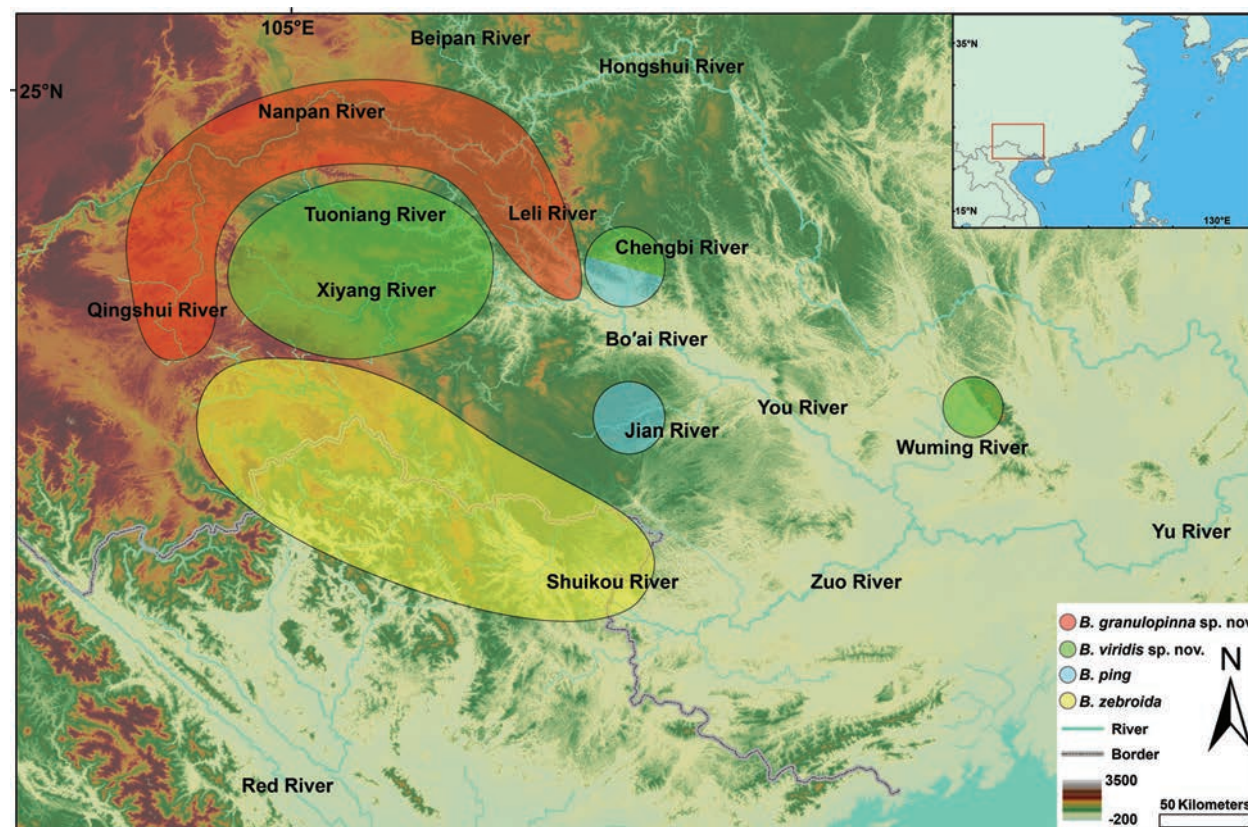 105°E
Beipan River
Hongshui River
35°N
25°N
Nanpan River
Leli River
Tuoniang River
15°N
130°E
Chengbi River
Xiyang River
Qingshui River
Bo'ai River
You River
Jian River
Wuming River
Yu River
Shuikou River
Zuo River
B. granulopinna sp. nov.
B. viridis sp. nov.
N
B. ping
B. zebroida
River
Border
Red River
3500
-200
50 Kilometers